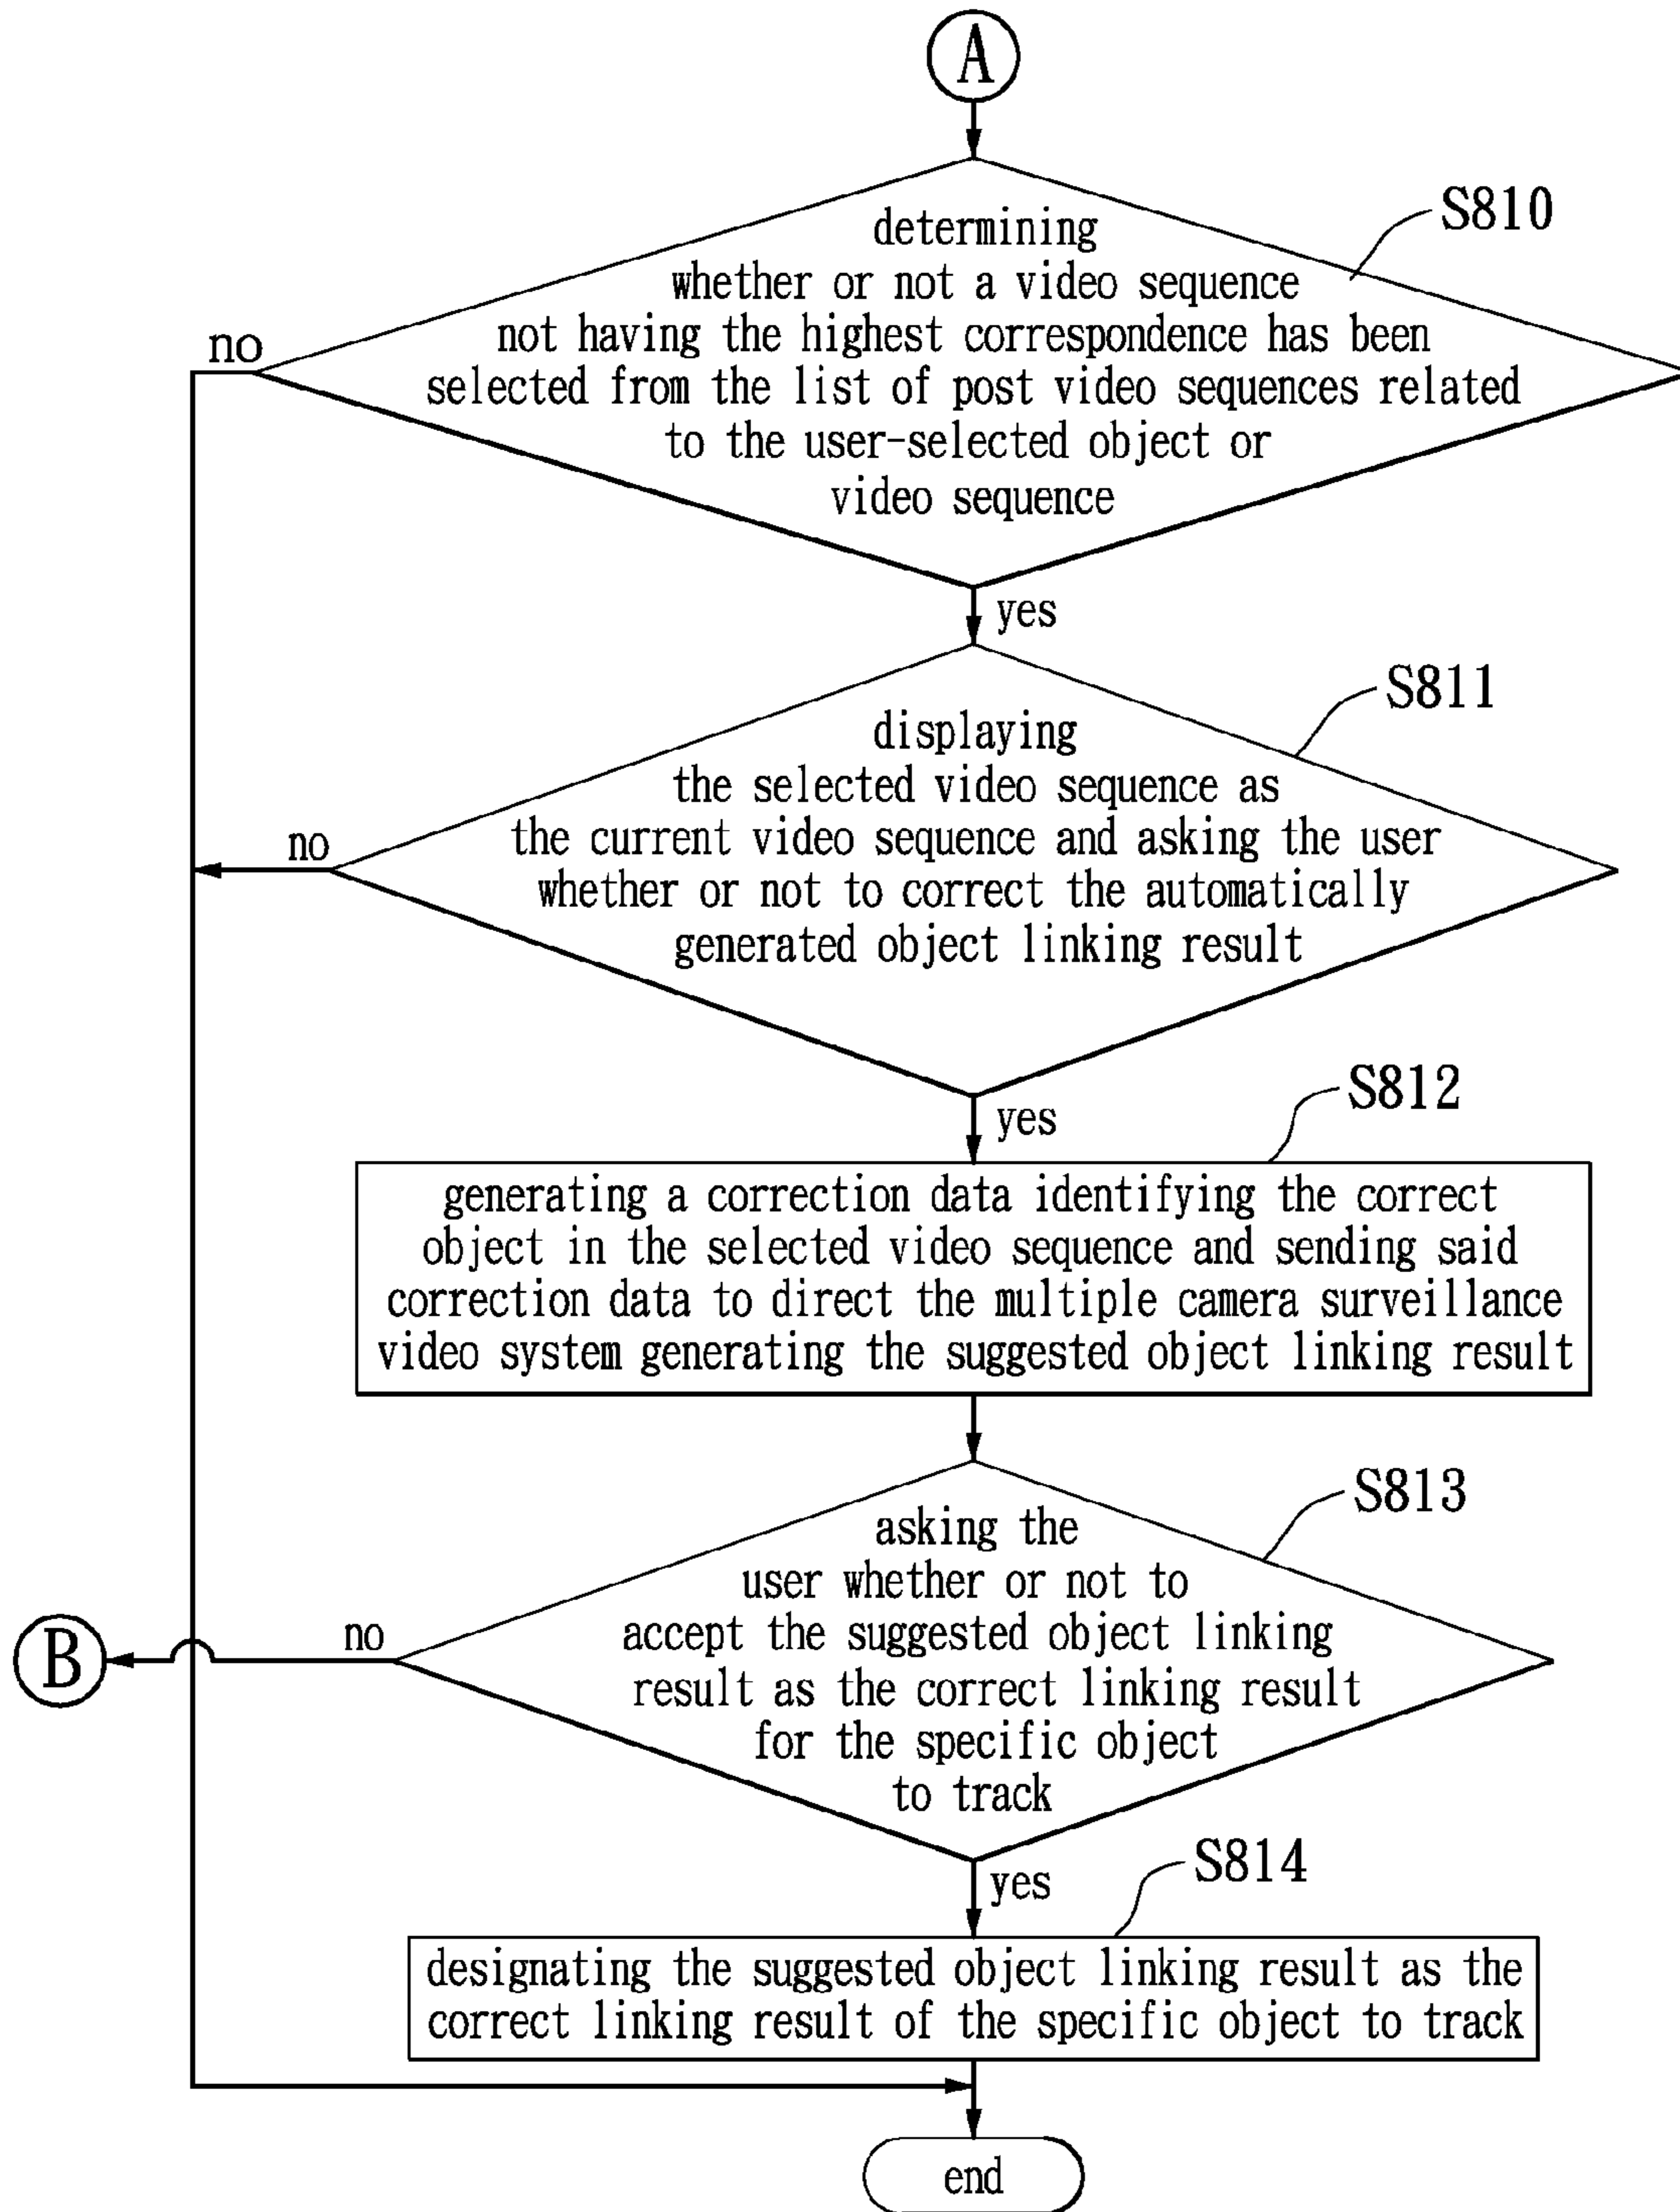 A
S810
determining
whether or not a video sequence
not having the highest correspondence has been
selected from the list of post video sequences related
to the user-selected object or
video sequence
no
yes
S811
displaying
the selected video sequence as
the current video sequence and asking the user
whether or not to correct the automatically
generated object linking result
no
yes
S812
generating a correction data identifying the correct
object in the selected video sequence and sending said
correction data to direct the multiple camera surveillance
video system generating the suggested object linking result
S813
asking the
user whether or not to
accept the suggested object linking
result as the correct linking result
for the specific object
to track
no
B
yes
S814
designating the suggested object linking result as the
correct linking result of the specific object to track
end